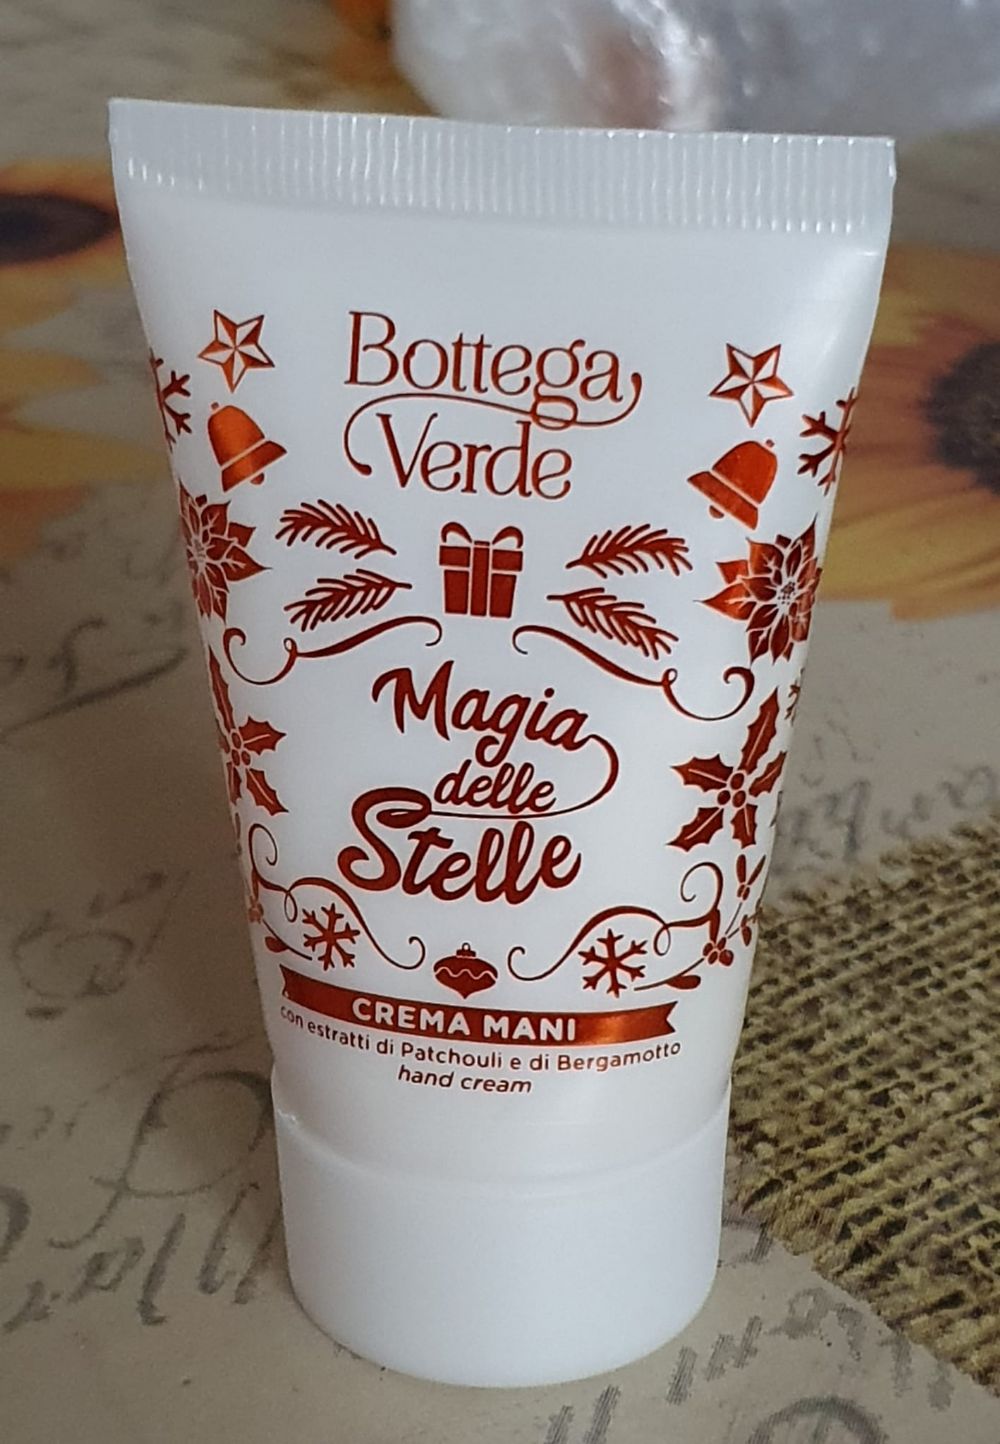 Bottega
Verde
Magia
delle
Stelle
CREMA MANI
con estratti di Patchouli e di Bergamotto
hand cream